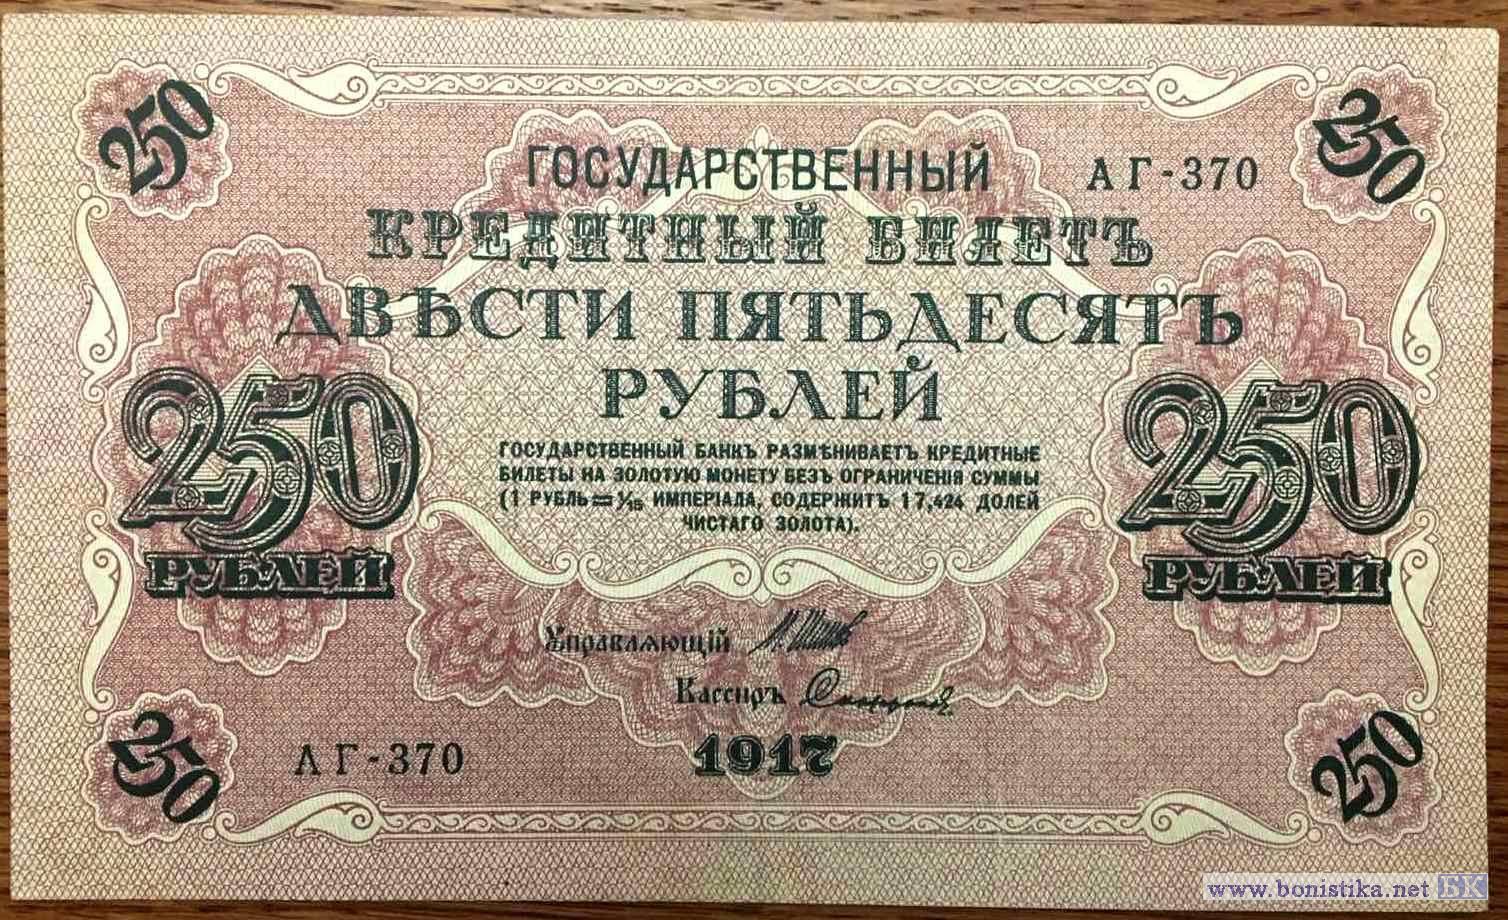 250
250
ГОСУДАРСТВЕННЫЙ
АГ-370
КРЕДИТНЫЙ БИЛЕТЪ
ДВѢСТИ ПЯТЬДЕСЯТЪ
РУБЛЕЙ
250
РУБЛЕЙ
250
РУБЛЕЙ
ГОСУДАРСТВЕННЫЙ БАНКЪ РАЗМѢНИВАЕТЪ КРЕДИТНЫЕ
БИЛЕТЫ НА ЗОЛОТУЮ МОНЕТУ БЕЗЪ ОГРАНИЧЕНІЯ СУММЫ
(1 РУБЛЬ=1/15 ИМПЕРІАЛА, СОДЕРЖИТЪ 17,424 ДОЛЕЙ
ЧИСТАГО ЗОЛОТА).
Управляющій
Кассиръ
АГ-370
1917
250
250
www.bonistika.net БК